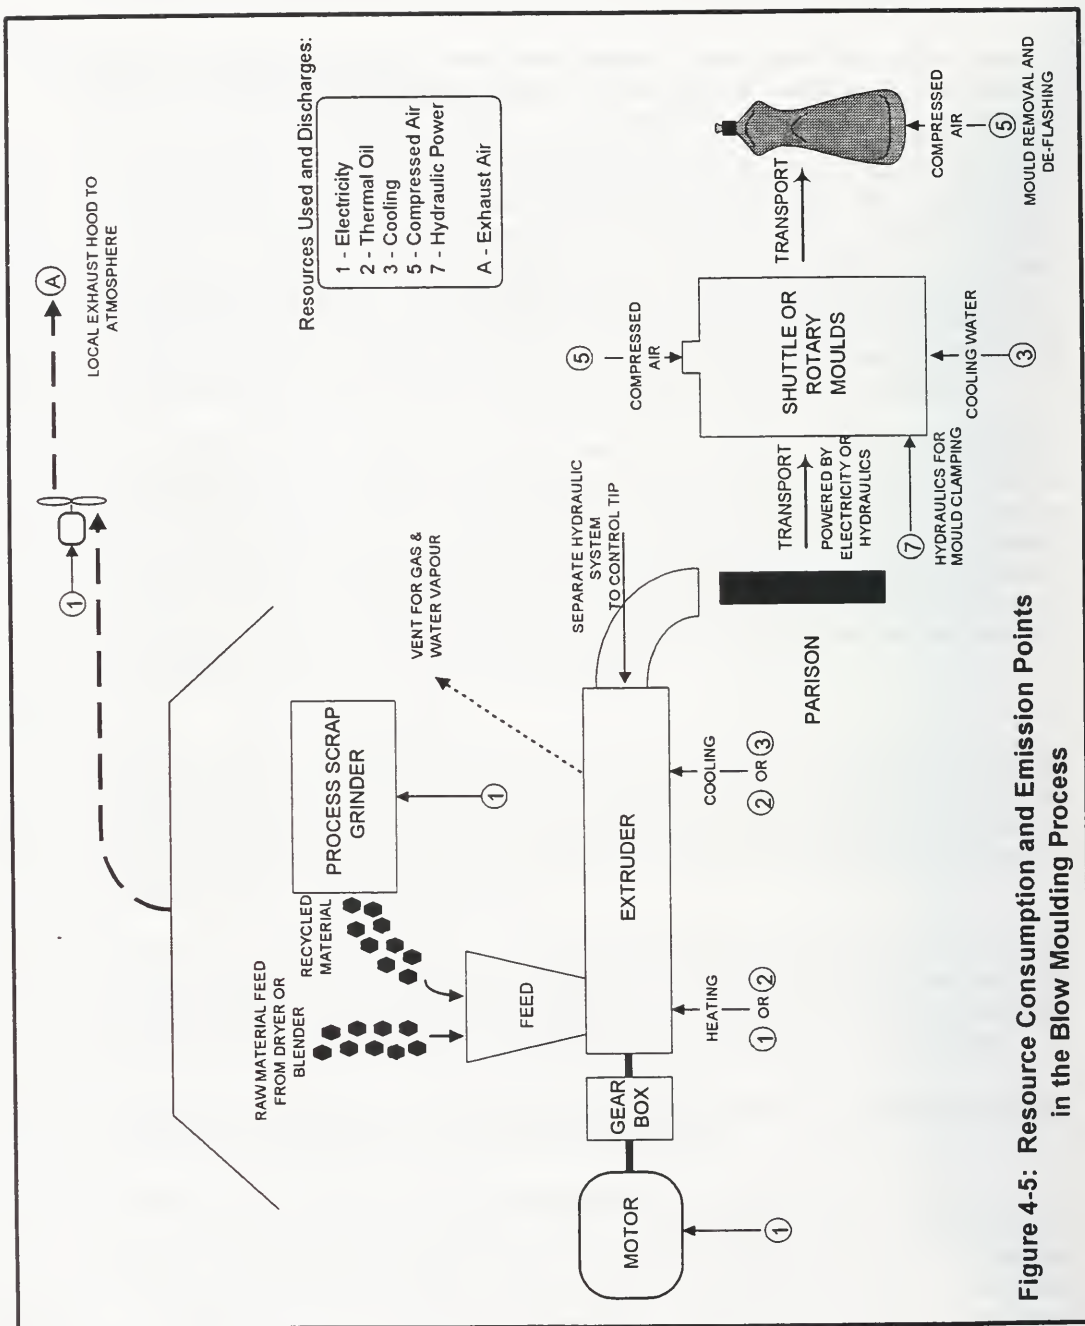 LOCAL EXHAUST HOOD TO
ATMOSPHERE
A
1
Resources Used and Discharges:
1 - Electricity
2 - Thermal Oil
3 - Cooling
5 - Compressed Air
7 - Hydraulic Power
A - Exhaust Air
RAW MATERIAL FEED
FROM DRYER OR
BLENDER
RECYCLED
MATERIAL
PROCESS SCRAP
GRINDER
1
VENT FOR GAS &
WATER VAPOUR
FEED
SEPARATE HYDRAULIC
SYSTEM
TO CONTROL TIP
MOTOR
1
GEAR
BOX
EXTRUDER
HEATING
1 OR 2
COOLING
2 OR 3
PARISON
TRANSPORT
POWERED BY
ELECTRICITY OR
HYDRAULICS
5
COMPRESSED
AIR
SHUTTLE OR
ROTARY
MOULDS
7
HYDRAULICS FOR
MOULD CLAMPING
COOLING WATER
3
TRANSPORT
COMPRESSED
AIR
5
MOULD REMOVAL AND
DE-FLASHING
Figure 4-5: Resource Consumption and Emission Points
in the Blow Moulding Process